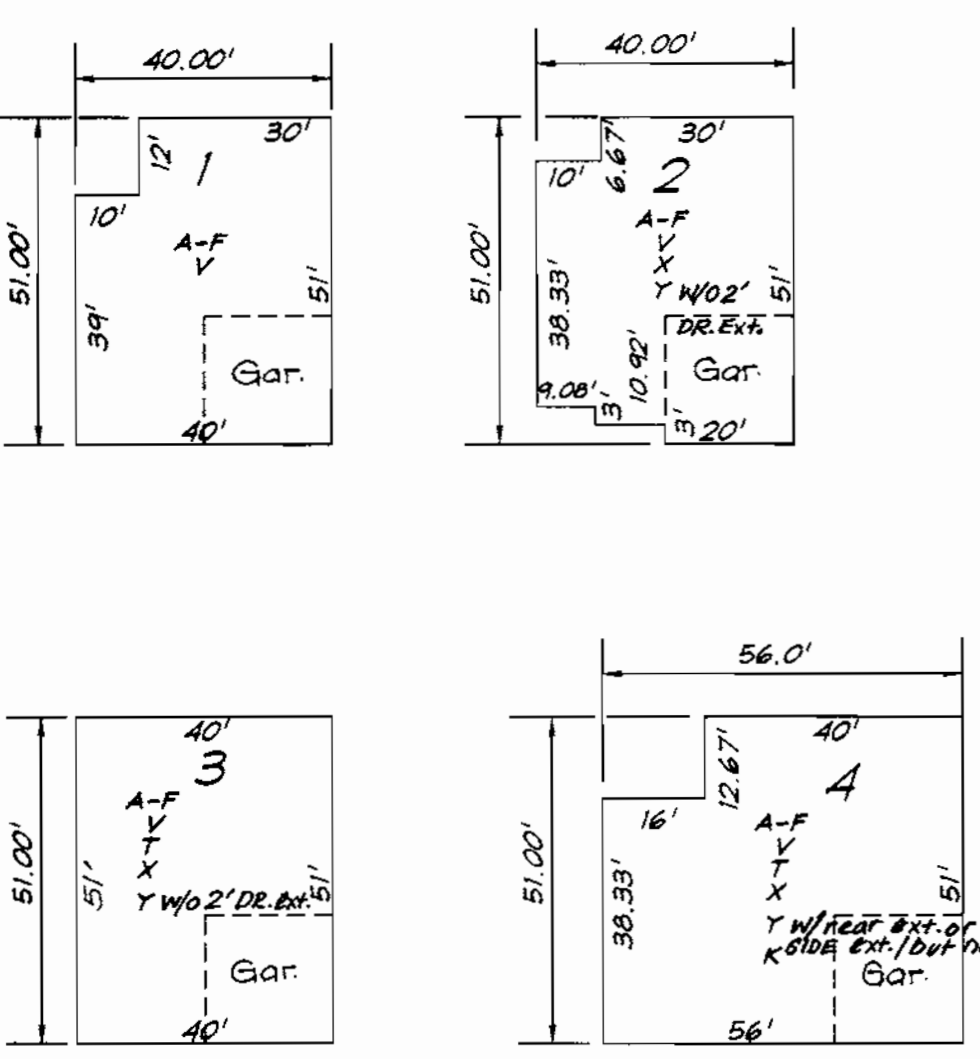 40.00'
30'
12'
1
10'
A-F
V
51.00'
51'
39'
Gar.
40'
40.00'
30'
6.67'
10'
2
A-F
V
X
Y W/O 2'
DR. Ext.
51.00'
51'
38.33'
10.92'
Gar.
9.08'
3'
3'
20'
40'
3
A-F
V
T
X
Y W/O 2' DR. Ext.
51.00'
51'
51'
Gar.
40'
56.0'
40'
12.67'
4
16'
A-F
V
T
X
Y W/near ext. or
K SIDE ext./but
51.00'
38.33'
51'
Gar.
56'